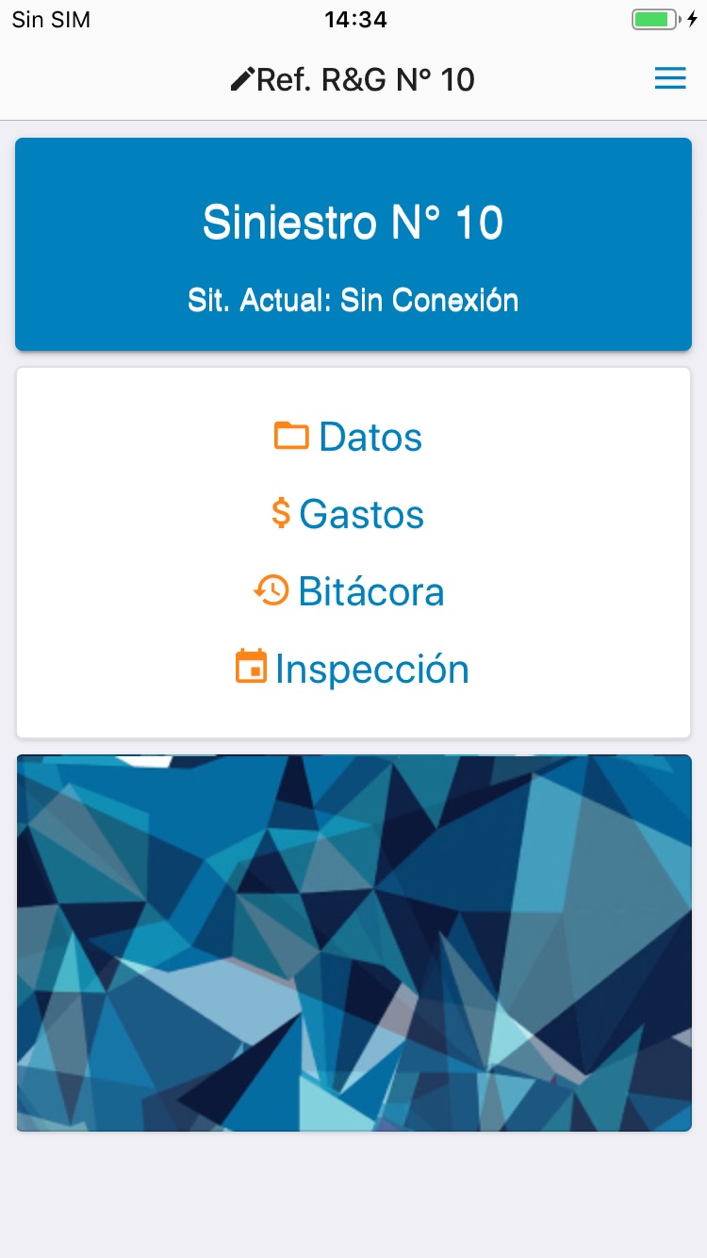 Sin SIM 14:34
Ref. R&G N° 10
Siniestro N° 10
Sit. Actual: Sin Conexión
Datos
$ Gastos
Bitácora
Inspección